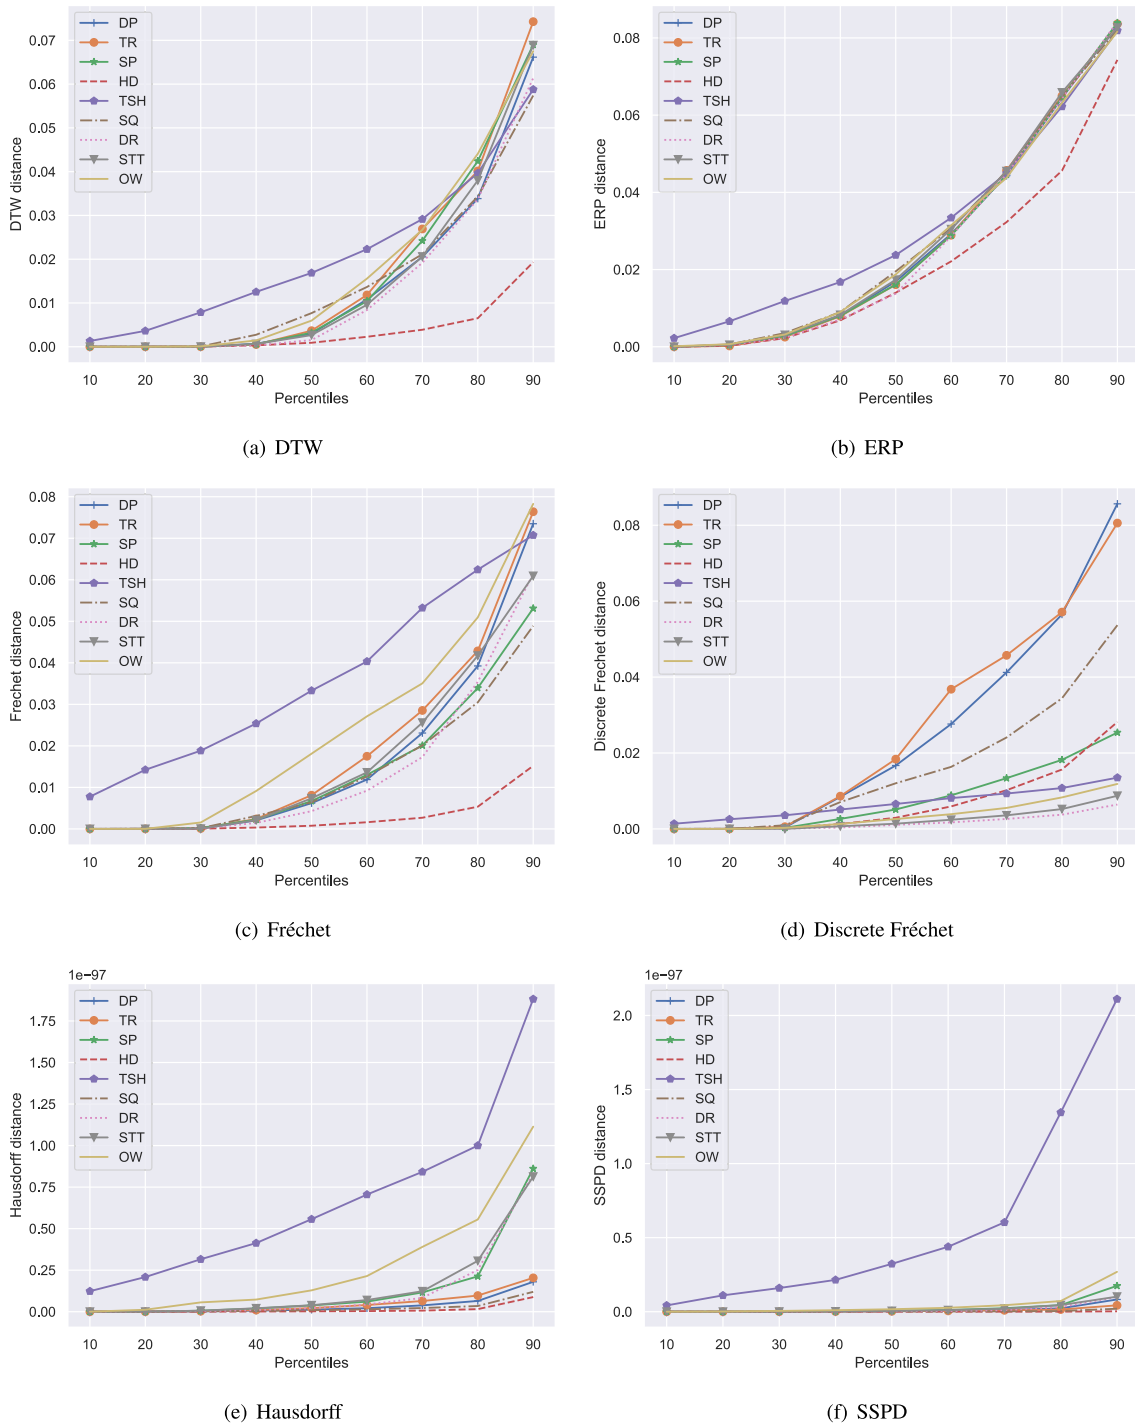 DP
TR
SP
HD
TSH
SQ
DR
STT
OW
DTW distance
0.07
0.06
0.05
0.04
0.03
0.02
0.01
0.00
10 20 30 40 50 60 70 80 90
Percentiles
(a) DTW
DP
TR
SP
HD
TSH
SQ
DR
STT
OW
ERP distance
0.08
0.06
0.04
0.02
0.00
10 20 30 40 50 60 70 80 90
Percentiles
(b) ERP
DP
TR
SP
HD
TSH
SQ
DR
STT
OW
Frechet distance
0.08
0.07
0.06
0.05
0.04
0.03
0.02
0.01
0.00
10 20 30 40 50 60 70 80 90
Percentiles
(c) Fréchet
DP
TR
SP
HD
TSH
SQ
DR
STT
OW
Discrete Frechet distance
0.08
0.06
0.04
0.02
0.00
10 20 30 40 50 60 70 80 90
Percentiles
(d) Discrete Fréchet
1e−97
DP
TR
SP
HD
TSH
SQ
DR
STT
OW
Hausdorff distance
1.75
1.50
1.25
1.00
0.75
0.50
0.25
0.00
10 20 30 40 50 60 70 80 90
Percentiles
(e) Hausdorff
1e−97
DP
TR
SP
HD
TSH
SQ
DR
STT
OW
SSPD distance
2.0
1.5
1.0
0.5
0.0
10 20 30 40 50 60 70 80 90
Percentiles
(f) SSPD